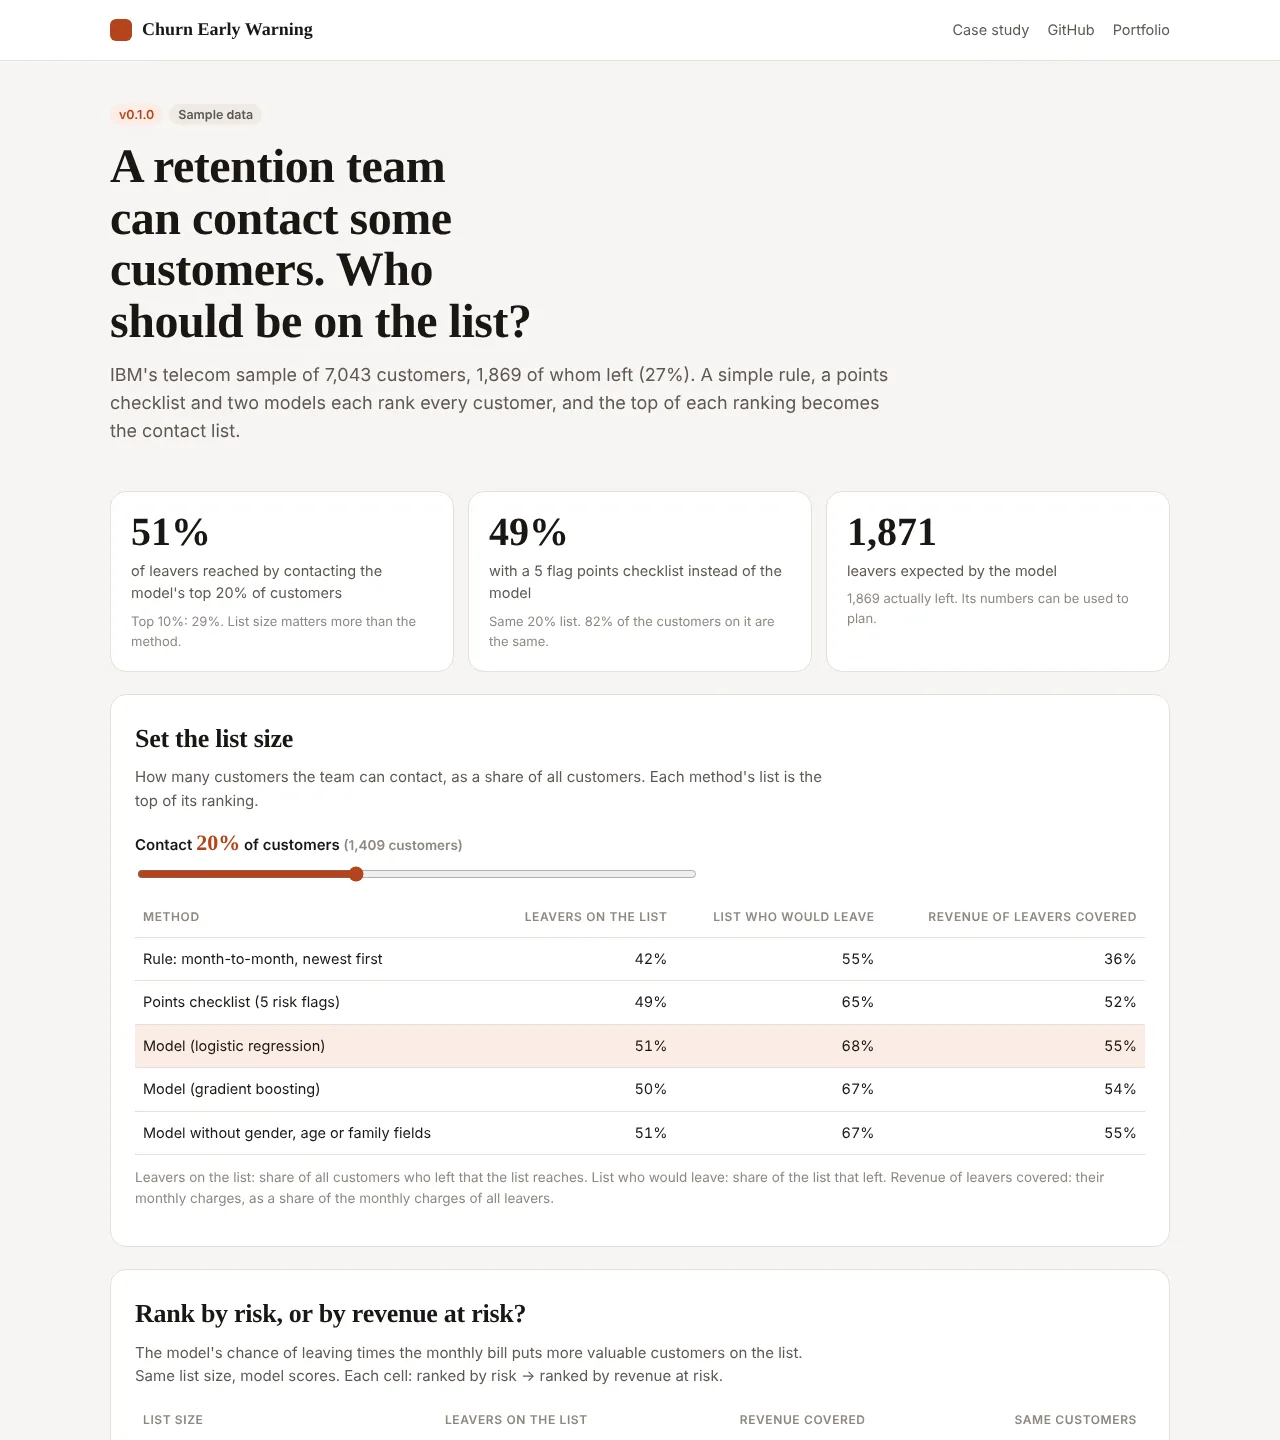 Churn Early Warning
Case study GitHub Portfolio
v0.1.0 Sample data
A retention team
can contact some
customers. Who
should be on the list?
IBM's telecom sample of 7,043 customers, 1,869 of whom left (27%). A simple rule, a points
checklist and two models each rank every customer, and the top of each ranking becomes
the contact list.
51%
of leavers reached by contacting the
model's top 20% of customers
Top 10%: 29%. List size matters more than the
method.
49%
with a 5 flag points checklist instead of the
model
Same 20% list. 82% of the customers on it are
the same.
1,871
leavers expected by the model
1,869 actually left. Its numbers can be used to
plan.
Set the list size
How many customers the team can contact, as a share of all customers. Each method's list is the
top of its ranking.
Contact 20% of customers (1,409 customers)
METHOD LEAVERS ON THE LIST LIST WHO WOULD LEAVE REVENUE OF LEAVERS COVERED
Rule: month-to-month, newest first 42% 55% 36%
Points checklist (5 risk flags) 49% 65% 52%
Model (logistic regression) 51% 68% 55%
Model (gradient boosting) 50% 67% 54%
Model without gender, age or family fields 51% 67% 55%
Leavers on the list: share of all customers who left that the list reaches. List who would leave: share of the list that left. Revenue of leavers covered: their
monthly charges, as a share of the monthly charges of all leavers.
Rank by risk, or by revenue at risk?
The model's chance of leaving times the monthly bill puts more valuable customers on the list.
Same list size, model scores. Each cell: ranked by risk → ranked by revenue at risk.
LIST SIZE LEAVERS ON THE LIST REVENUE COVERED SAME CUSTOMERS